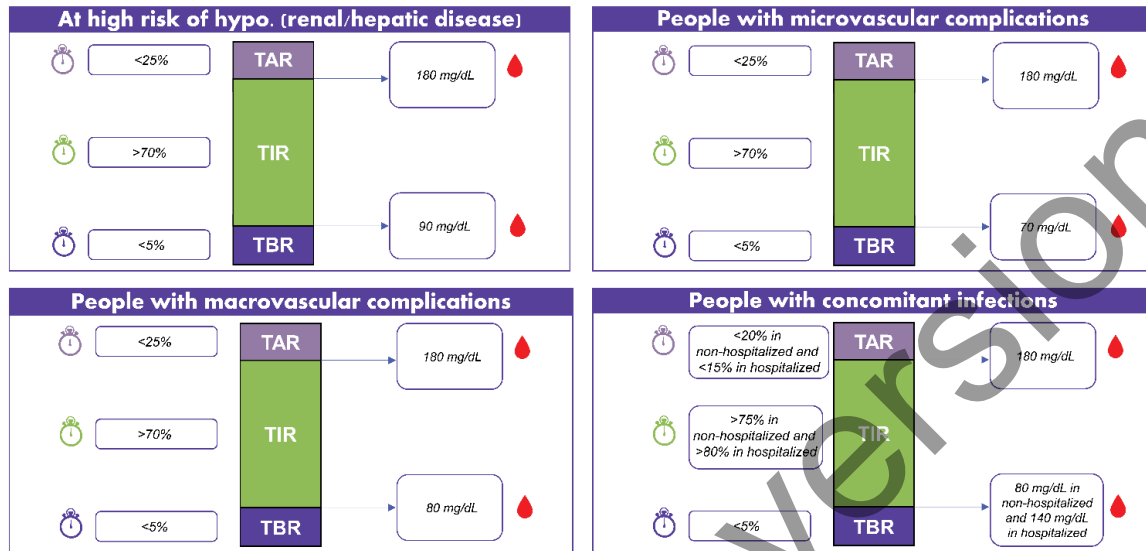 At high risk of hypo. (renal/hepatic disease)
<25%
TAR
180 mg/dL
>70%
TIR
90 mg/dL
<5%
TBR
People with microvascular complications
<25%
TAR
180 mg/dL
>70%
TIR
70 mg/dL
<5%
TBR
People with macrovascular complications
<25%
TAR
180 mg/dL
>70%
TIR
80 mg/dL
<5%
TBR
People with concomitant infections
<20% in
non-hospitalized and
<15% in hospitalized
TAR
180 mg/dL
>75% in
non-hospitalized and
>80% in hospitalized
TIR
80 mg/dL in
non-hospitalized
and 140 mg/dL
in hospitalized
<5%
TBR
version